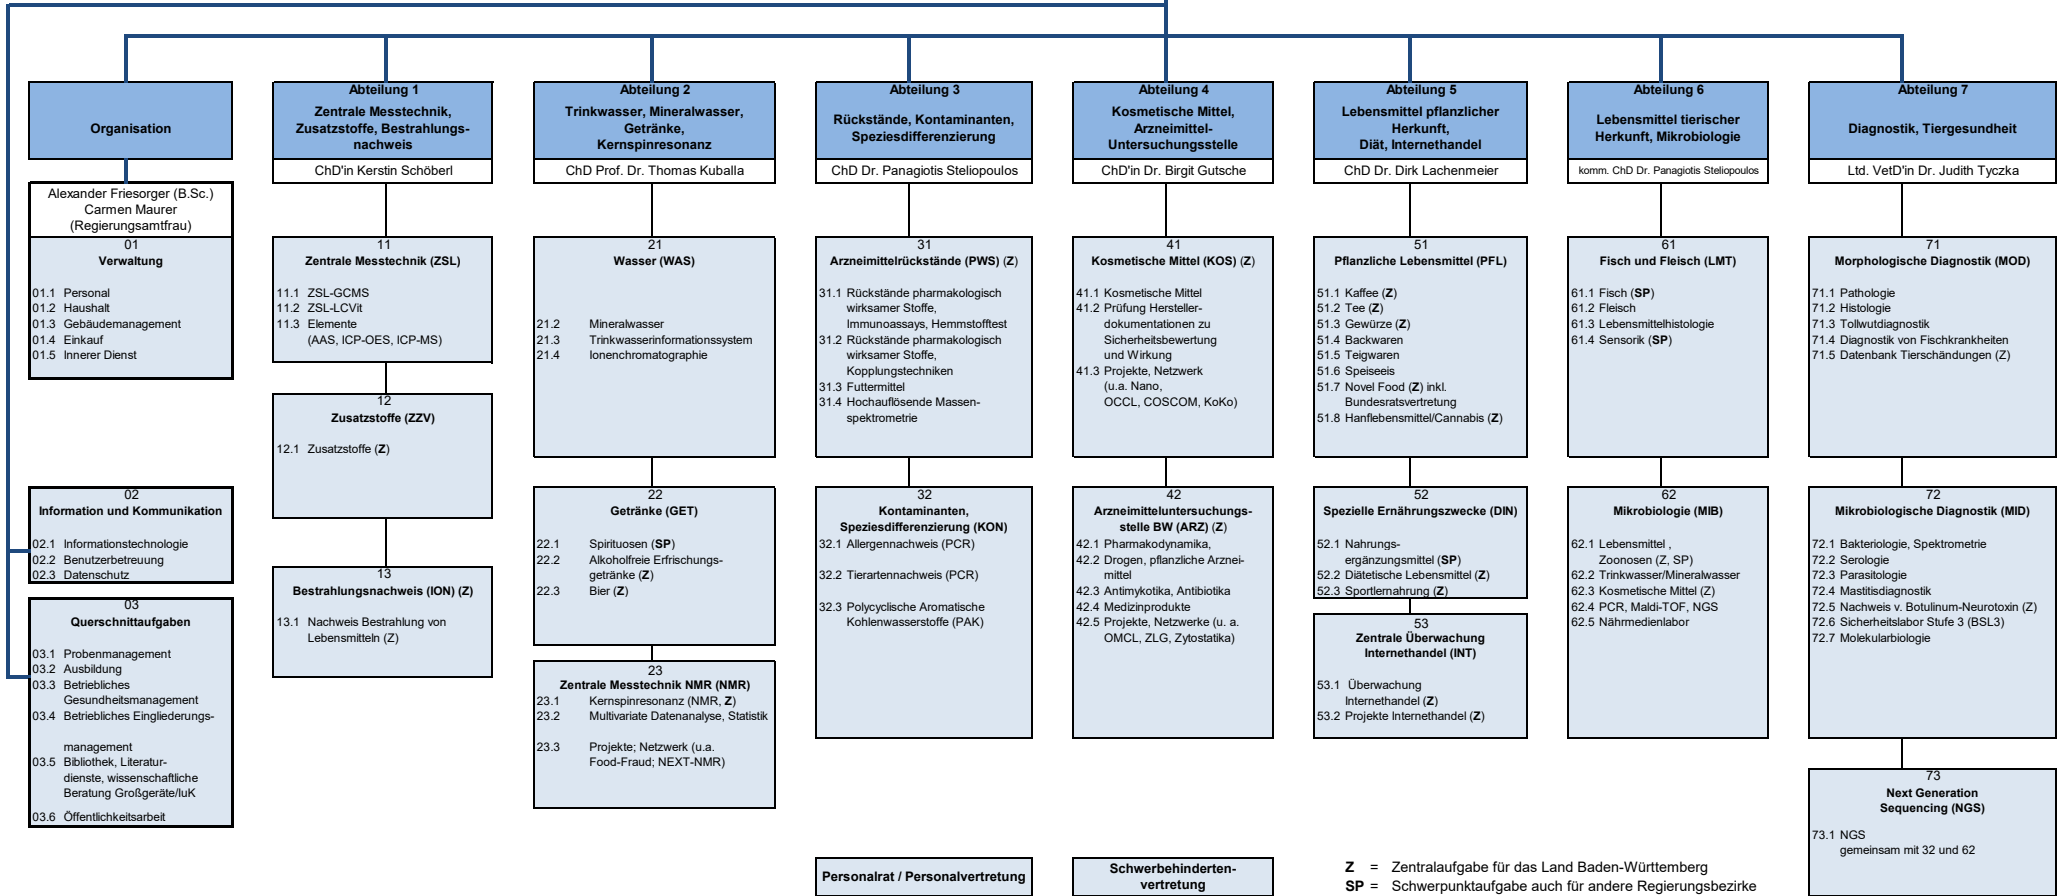 Organisation
Alexander Friesorger (B.Sc.)
Carmen Maurer
(Regierungsamtfrau)
01
Verwaltung
01.1 Personal
01.2 Haushalt
01.3 Gebäudemanagement
01.4 Einkauf
01.5 Innerer Dienst
02
Information und Kommunikation
02.1 Informationstechnologie
02.2 Benutzerbetreuung
02.3 Datenschutz
03
Querschnittaufgaben
03.1 Probenmanagement
03.2 Ausbildung
03.3 Betriebliches
Gesundheitsmanagement
03.4 Betriebliches Eingliederungs-
management
03.5 Bibliothek, Literatur-
dienste, wissenschaftliche
Beratung Großgeräte/IuK
03.6 Öffentlichkeitsarbeit
Abteilung 1
Zentrale Messtechnik,
Zusatzstoffe, Bestrahlungs-
nachweis
ChD'in Kerstin Schöberl
11
Zentrale Messtechnik (ZSL)
11.1 ZSL-GCMS
11.2 ZSL-LCVit
11.3 Elemente
(AAS, ICP-OES, ICP-MS)
12
Zusatzstoffe (ZZV)
12.1 Zusatzstoffe (Z)
13
Bestrahlungsnachweis (ION) (Z)
13.1 Nachweis Bestrahlung von
Lebensmitteln (Z)
Abteilung 2
Trinkwasser, Mineralwasser,
Getränke,
Kernspinresonanz
ChD Prof. Dr. Thomas Kuballa
21
Wasser (WAS)
21.2 Mineralwasser
21.3 Trinkwasserinformationssystem
21.4 Ionenchromatographie
22
Getränke (GET)
22.1 Spirituosen (SP)
22.2 Alkoholfreie Erfrischungs-
getränke (Z)
22.3 Bier (Z)
23
Zentrale Messtechnik NMR (NMR)
23.1 Kernspinresonanz (NMR, Z)
23.2 Multivariate Datenanalyse, Statistik
23.3 Projekte; Netzwerk (u.a.
Food-Fraud; NEXT-NMR)
Abteilung 3
Rückstände, Kontaminanten,
Speziesdifferenzierung
ChD Dr. Panagiotis Steliopoulos
31
Arzneimittelrückstände (PWS) (Z)
31.1 Rückstände pharmakologisch
wirksamer Stoffe,
Immunoassays, Hemmstofftest
31.2 Rückstände pharmakologisch
wirksamer Stoffe,
Kopplungstechniken
31.3 Futtermittel
31.4 Hochauflösende Massen-
spektrometrie
32
Kontaminanten,
Speziesdifferenzierung (KON)
32.1 Allergennachweis (PCR)
32.2 Tierartennachweis (PCR)
32.3 Polycyclische Aromatische
Kohlenwasserstoffe (PAK)
Personalrat / Personalvertretung
Abteilung 4
Kosmetische Mittel,
Arzneimittel-
Untersuchungsstelle
ChD'in Dr. Birgit Gutsche
41
Kosmetische Mittel (KOS) (Z)
41.1 Kosmetische Mittel
41.2 Prüfung Hersteller-
dokumentationen zu
Sicherheitsbewertung
und Wirkung
41.3 Projekte, Netzwerk
(u.a. Nano,
OCCL, COSCOM, KoKo)
42
Arzneimitteluntersuchungs-
stelle BW (ARZ) (Z)
42.1 Pharmakodynamika,
42.2 Drogen, pflanzliche Arznei-
mittel
42.3 Antimykotika, Antibiotika
42.4 Medizinprodukte
42.5 Projekte, Netzwerke (u. a.
OMCL, ZLG, Zytostatika)
Schwerbehinderten-
vertretung
Abteilung 5
Lebensmittel pflanzlicher
Herkunft,
Diät, Internethandel
ChD Dr. Dirk Lachenmeier
51
Pflanzliche Lebensmittel (PFL)
51.1 Kaffee (Z)
51.2 Tee (Z)
51.3 Gewürze (Z)
51.4 Backwaren
51.5 Teigwaren
51.6 Speiseeis
51.7 Novel Food (Z) inkl.
Bundesratsvertretung
51.8 Hanflebensmittel/Cannabis (Z)
52
Spezielle Ernährungszwecke (DIN)
52.1 Nahrungs-
ergänzungsmittel (SP)
52.2 Diätetische Lebensmittel (Z)
52.3 Sportlernahrung (Z)
53
Zentrale Überwachung
Internethandel (INT)
53.1 Überwachung
Internethandel (Z)
53.2 Projekte Internethandel (Z)
Abteilung 6
Lebensmittel tierischer
Herkunft, Mikrobiologie
komm. ChD Dr. Panagiotis Steliopoulos
61
Fisch und Fleisch (LMT)
61.1 Fisch (SP)
61.2 Fleisch
61.3 Lebensmittelhistologie
61.4 Sensorik (SP)
62
Mikrobiologie (MIB)
62.1 Lebensmittel ,
Zoonosen (Z, SP)
62.2 Trinkwasser/Mineralwasser
62.3 Kosmetische Mittel (Z)
62.4 PCR, Maldi-TOF, NGS
62.5 Nährmedienlabor
Abteilung 7
Diagnostik, Tiergesundheit
Ltd. VetD'in Dr. Judith Tyczka
71
Morphologische Diagnostik (MOD)
71.1 Pathologie
71.2 Histologie
71.3 Tollwutdiagnostik
71.4 Diagnostik von Fischkrankheiten
71.5 Datenbank Tierschändungen (Z)
72
Mikrobiologische Diagnostik (MID)
72.1 Bakteriologie, Spektrometrie
72.2 Serologie
72.3 Parasitologie
72.4 Mastitisdiagnostik
72.5 Nachweis v. Botulinum-Neurotoxin (Z)
72.6 Sicherheitslabor Stufe 3 (BSL3)
72.7 Molekularbiologie
73
Next Generation
Sequencing (NGS)
73.1 NGS
gemeinsam mit 32 und 62
Z = Zentralaufgabe für das Land Baden-Württemberg
SP = Schwerpunktaufgabe auch für andere Regierungsbezirke